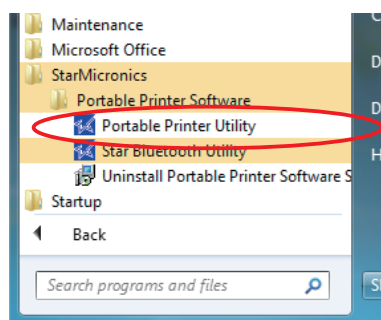 Maintenance
Microsoft Office
StarMicronics
Portable Printer Software
Portable Printer Utility
Star Bluetooth Utility
Uninstall Portable Printer Software S
Startup
Back
Search programs and files